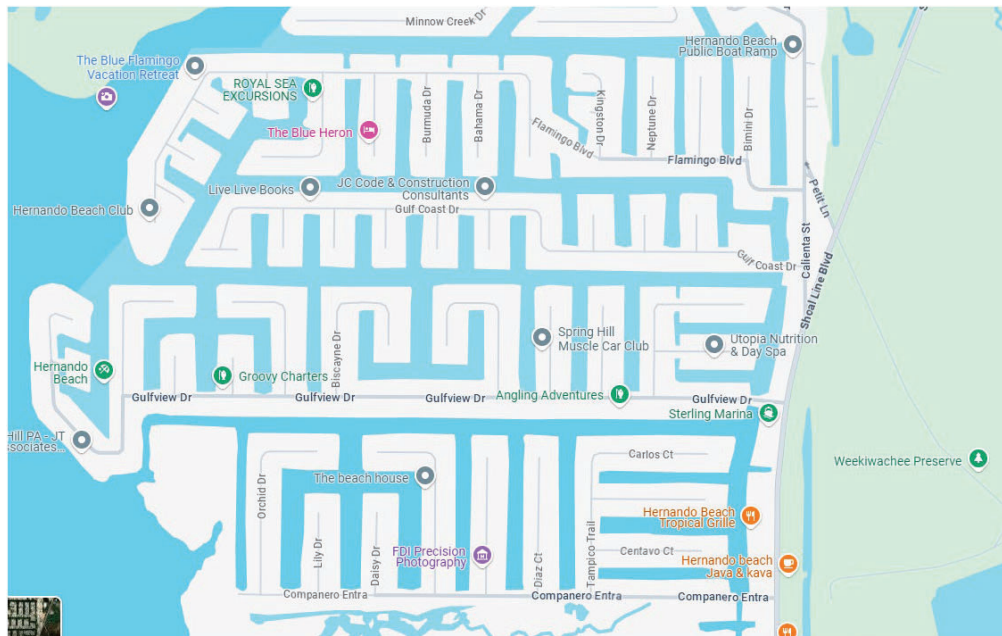 Minnow Creek Dr
Hernando Beach
Public Boat Ramp
The Blue Flamingo
Vacation Retreat
ROYAL SEA
EXCURSIONS
The Blue Heron
Burmuda Dr
Bahama Dr
Kingston Dr
Neptune Dr
Bimini Dr
Flamingo Blvd
Flamingo Blvd
Live Live Books
JC Code & Construction
Consultants
Petit Ln
Hernando Beach Club
Gulf Coast Dr
Calienta St
Gulf Coast Dr
Shoal Line Blvd
Biscayne Dr
Spring Hill
Muscle Car Club
Utopia Nutrition
& Day Spa
Hernando
Beach
Groovy Charters
Gulfview Dr
Gulfview Dr
Gulfview Dr
Angling Adventures
Gulfview Dr
Sterling Marina
Hill PA - JT
ssociates...
Carlos Ct
Weekiwachee Preserve
The beach house
Orchid Dr
Hernando Beach
Tropical Grille
Lily Dr
Daisy Dr
FDI Precision
Photography
Diaz Ct
Tampico Trail
Centavo Ct
Hernando beach
Java & kava
Companero Entra
Companero Entra
Companero Entra